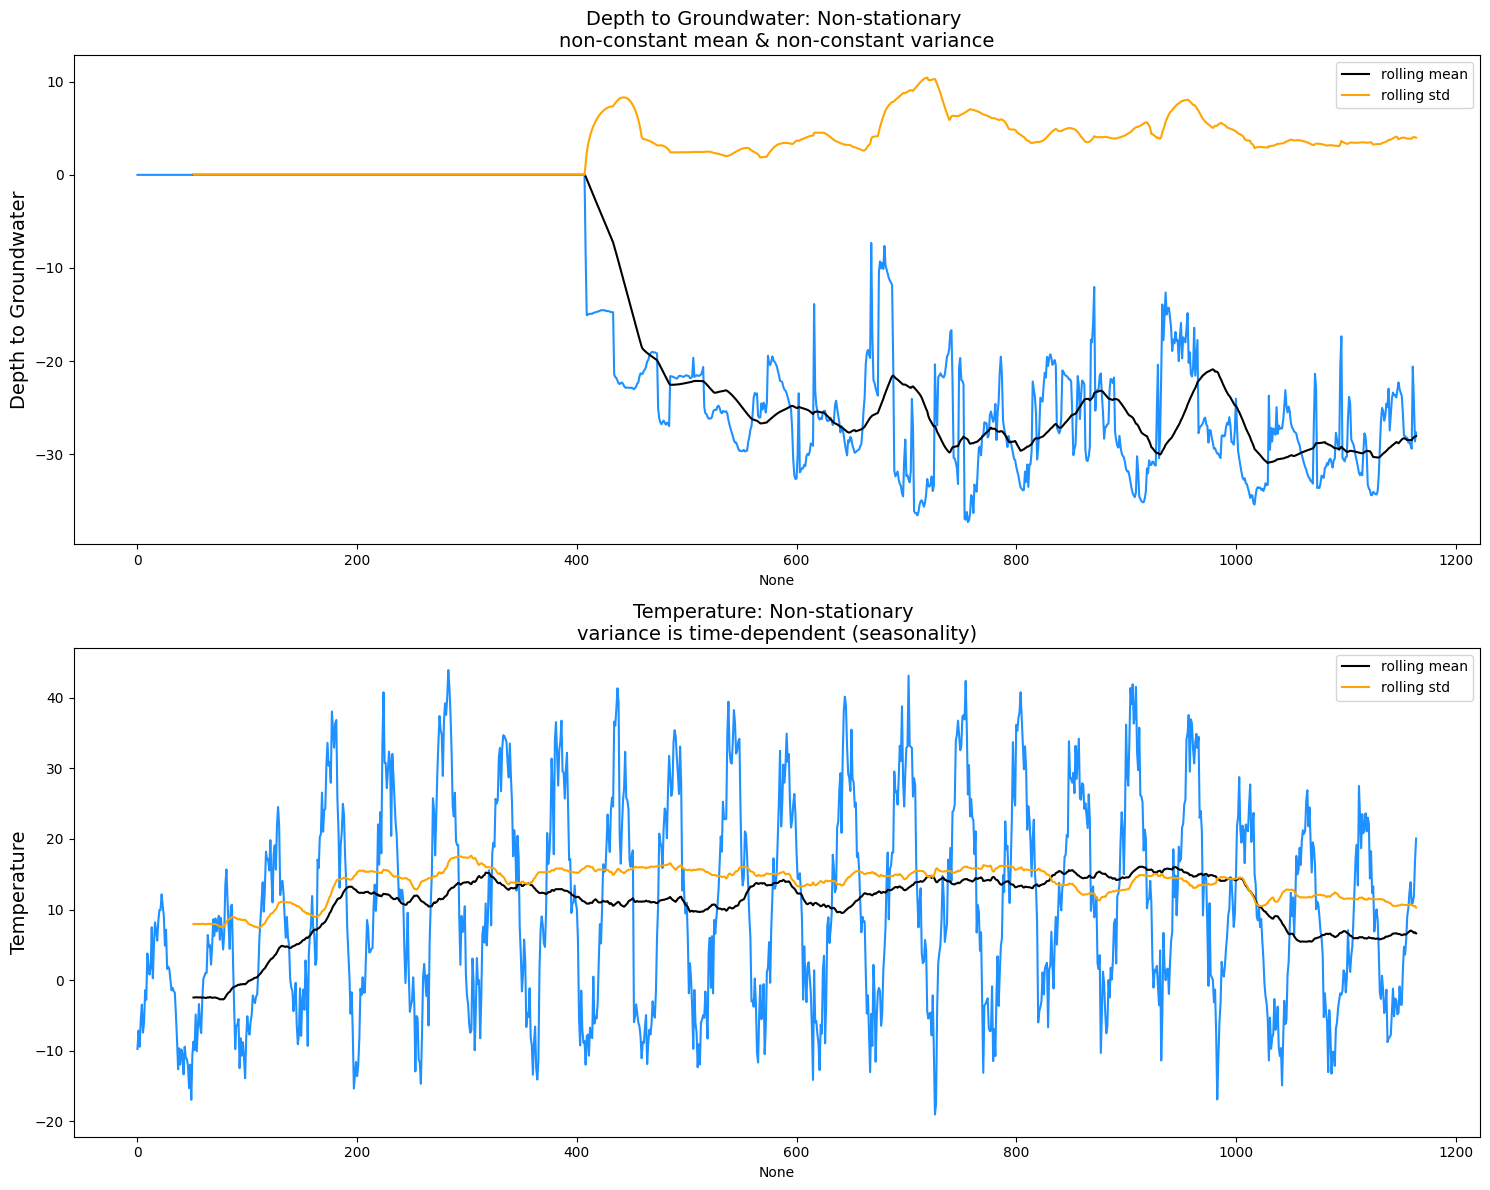 Depth to Groundwater: Non-stationary
non-constant mean & non-constant variance
rolling mean
rolling std
10
0
−10
−20
−30
Depth to Groundwater
0 200 400 600 800 1000 1200
None
Temperature: Non-stationary
variance is time-dependent (seasonality)
rolling mean
rolling std
40
30
20
10
0
−10
−20
Temperature
0 200 400 600 800 1000 1200
None